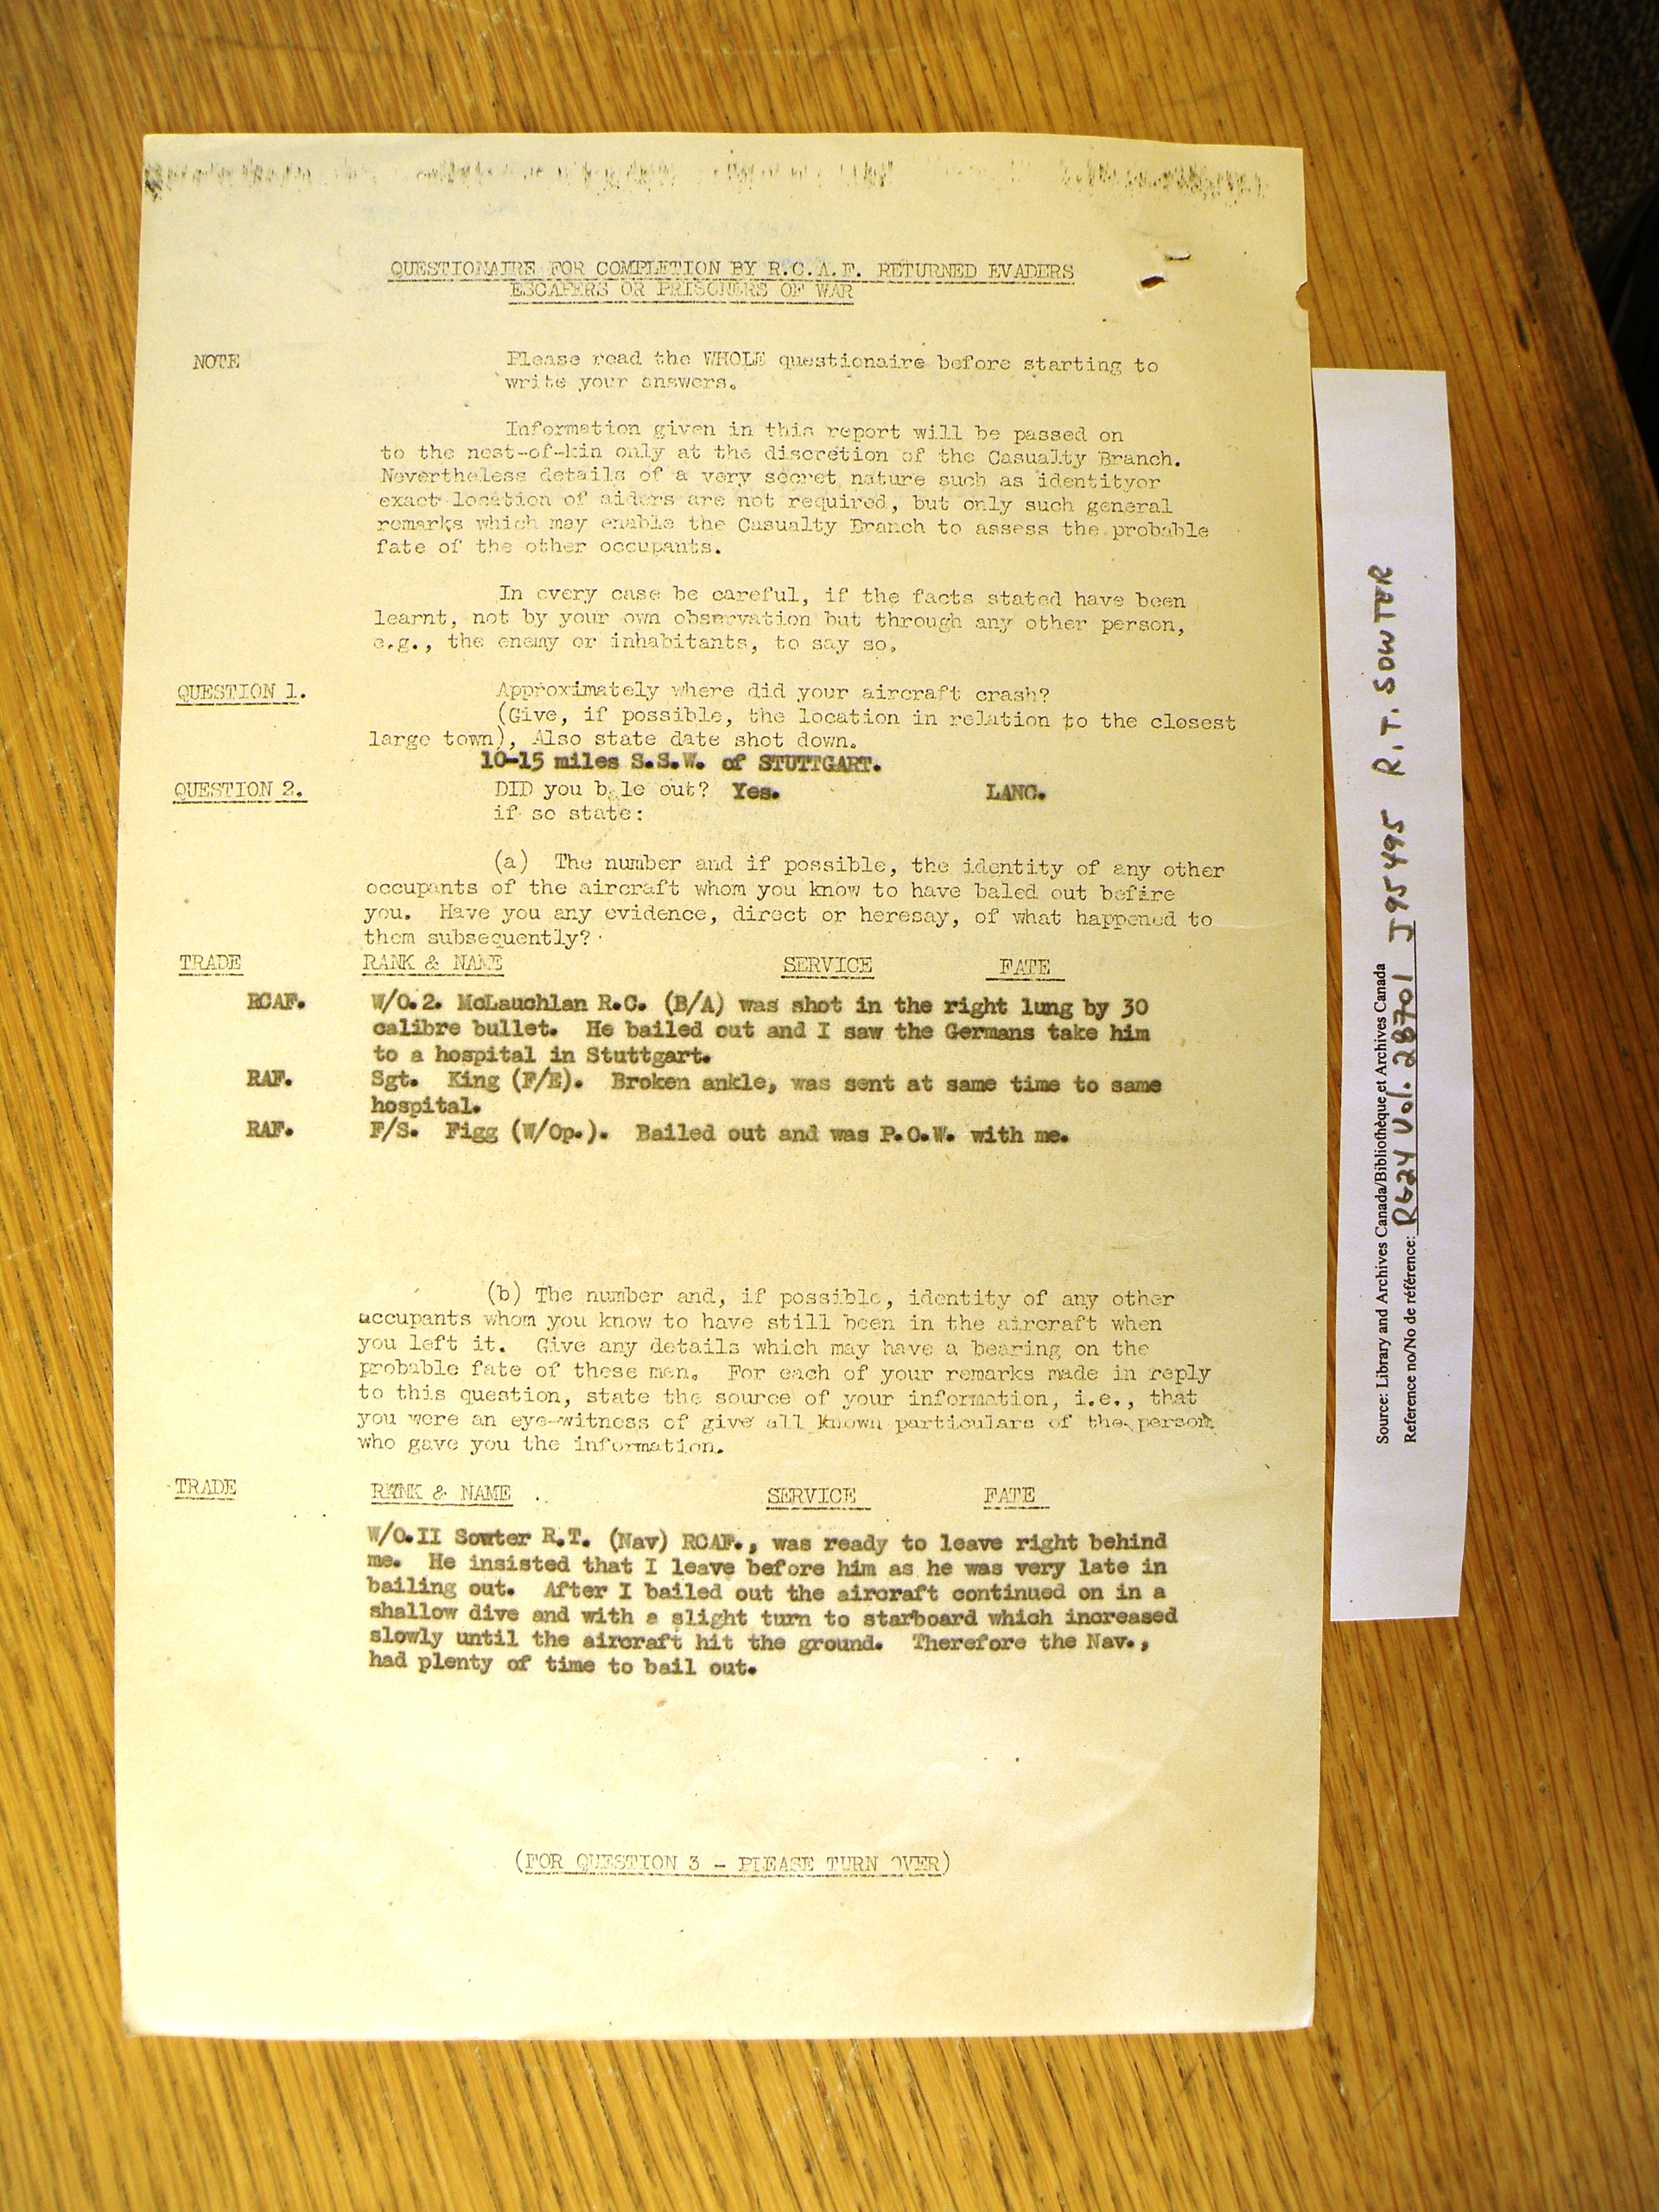 QUESTIONAIRE FOR COMPLETION BY R.C.A.F. RETURNED EVADERS
ESCAPERS OR PRISONERS OF WAR
NOTE
Please read the WHOLE questionaire before starting to
write your answers.
Information given in this report will be passed on
to the nest-of-kin only at the discretion of the Casualty Branch.
Nevertheless details of a very secret nature such as identityor
exact location of aiders are not required, but only such general
remarks which may enable the Casualty Branch to assess the probable
fate of the other occupants.
In every case be careful, if the facts stated have been
learnt, not by your own observation but through any other person,
e.g., the enemy or inhabitants, to say so.
QUESTION 1.
Approximately where did your aircraft crash?
(Give, if possible, the location in relation to the closest
large town), Also state date shot down.
10-15 miles S.S.W. of STUTTGART.
QUESTION 2. DID you bale out? Yes. LANC.
if so state:
(a) The number and if possible, the identity of any other
occupants of the aircraft whom you know to have baled out befire
you. Have you any evidence, direct or heresay, of what happened to
them subsequently?
TRADE RANK & NAME SERVICE FATE
RCAF. W/O.2. McLauchlan R.C. (B/A) was shot in the right lung by 30
calibre bullet. He bailed out and I saw the Germans take him
to a hospital in Stuttgart.
RAF. Sgt. King (F/E). Broken ankle, was sent at same time to same
hospital.
RAF. F/S. Figg (W/Op.). Bailed out and was P.O.W. with me.
(b) The number and, if possible, identity of any other
accupants whom you know to have still been in the aircraft when
you left it. Give any details which may have a bearing on the
probable fate of these men. For each of your remarks made in reply
to this question, state the source of your information, i.e., that
you were an eye-witness of give all known particulars of the person
who gave you the information.
TRADE RANK & NAME SERVICE FATE
W/O.II Sowter R.T. (Nav) RCAF., was ready to leave right behind
me. He insisted that I leave before him as he was very late in
bailing out. After I bailed out the aircraft continued on in a
shallow dive and with a slight turn to starboard which increased
slowly until the aircraft hit the ground. Therefore the Nav.,
had plenty of time to bail out.
(FOR QUESTION 3 - PLEASE TURN OVER)
Source: Library and Archives Canada/Bibliothèque et Archives Canada
Reference no/No de référence: RG24 Vol. 28701 J95495 R.T. SOWTER